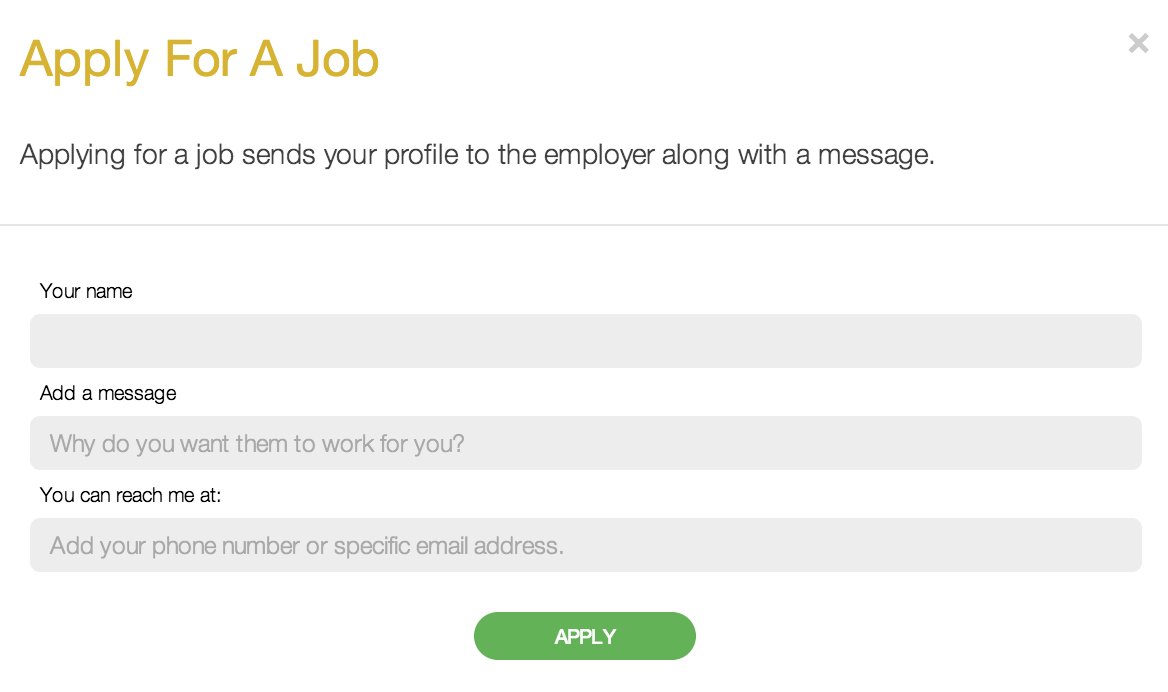 Apply For A Job
×
Applying for a job sends your profile to the employer along with a message.
Your name
Add a message
Why do you want them to work for you?
You can reach me at:
Add your phone number or specific email address.
APPLY